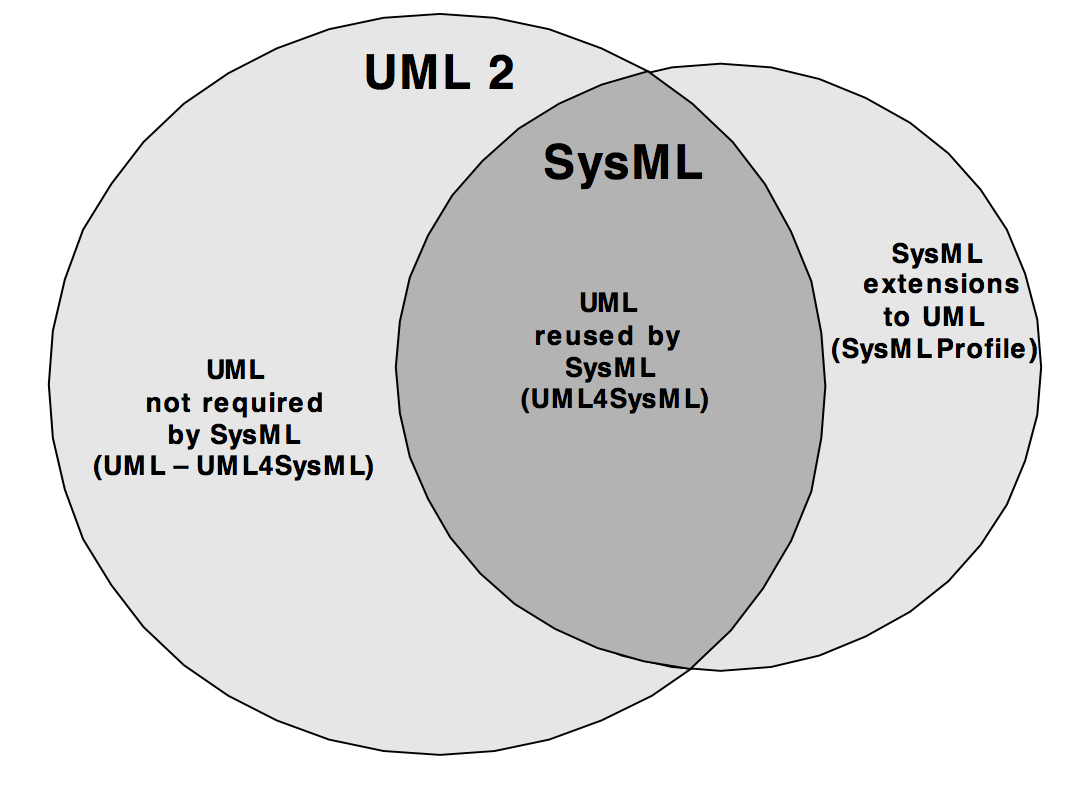 UML 2
SysML
SysML
extensions
to UML
(SysML Profile)
UML
reused by
SysML
(UML4SysML)
UML
not required
by SysML
(UML – UML4SysML)